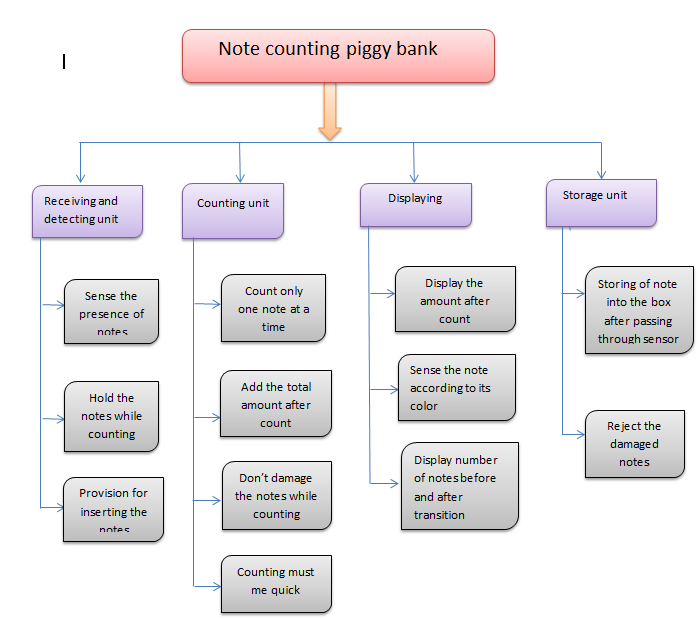 Note counting piggy bank
Receiving and
detecting unit
Sense the
presence of
notes
Hold the
notes while
counting
Provision for
inserting the
notes
Counting unit
Count only
one note at a
time
Add the total
amount after
count
Don't damage
the notes while
counting
Counting must
me quick
Displaying
Display the
amount after
count
Sense the note
according to its
color
Display number
of notes before
and after
transition
Storage unit
Storing of note
into the box
after passing
through sensor
Reject the
damaged
notes